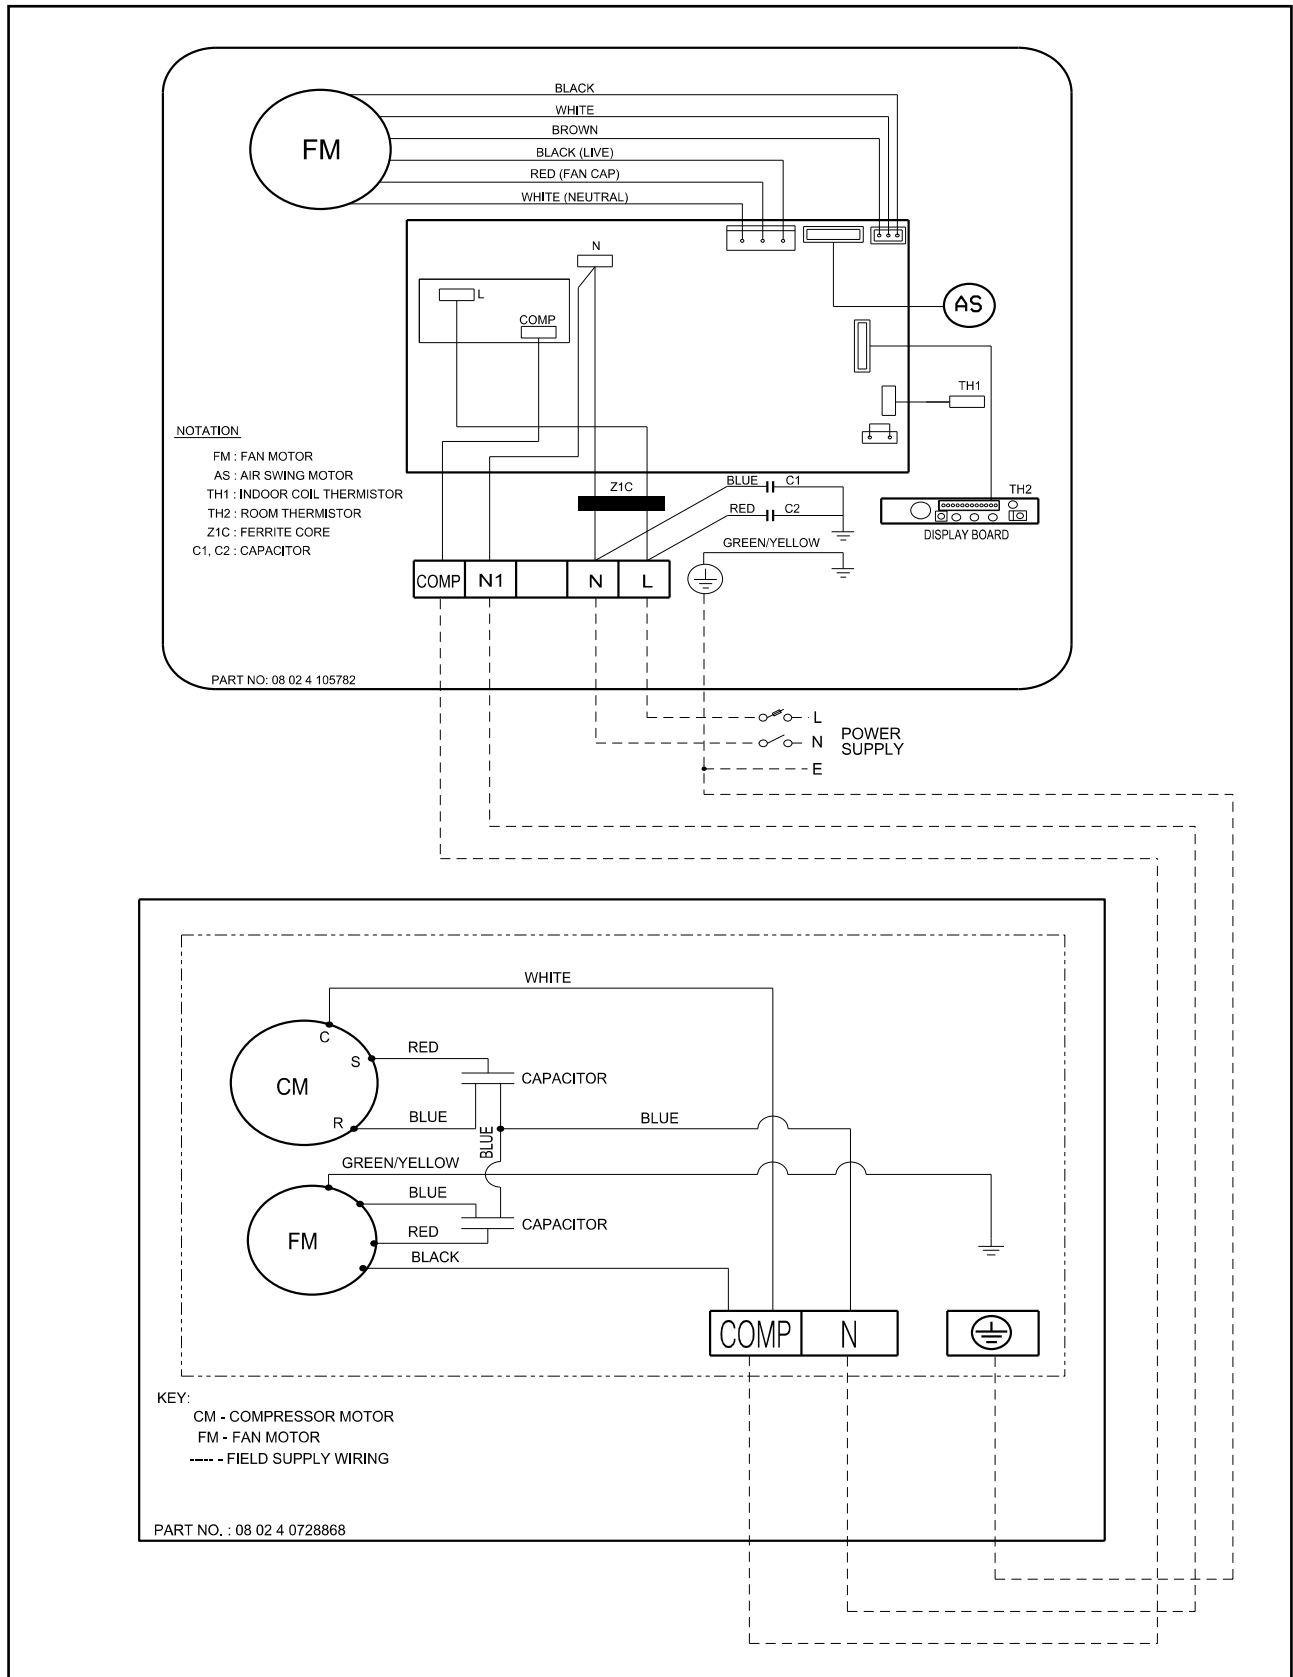 BLACK
WHITE
BROWN
BLACK (LIVE)
RED (FAN CAP)
WHITE (NEUTRAL)
FM
N
L
COMP
AS
TH1
NOTATION
FM : FAN MOTOR
AS : AIR SWING MOTOR
TH1 : INDOOR COIL THERMISTOR
TH2 : ROOM THERMISTOR
Z1C : FERRITE CORE
C1, C2 : CAPACITOR
Z1C
BLUE
C1
RED
C2
GREEN/YELLOW
TH2
DISPLAY BOARD
COMP
N1
N
L
PART NO: 08 02 4 105782
L
N
E
POWER
SUPPLY
WHITE
C
S
R
CM
RED
CAPACITOR
BLUE
BLUE
BLUE
GREEN/YELLOW
BLUE
CAPACITOR
RED
BLACK
FM
COMP
N
KEY:
CM - COMPRESSOR MOTOR
FM - FAN MOTOR
----- - FIELD SUPPLY WIRING
PART NO. : 08 02 4 0728868